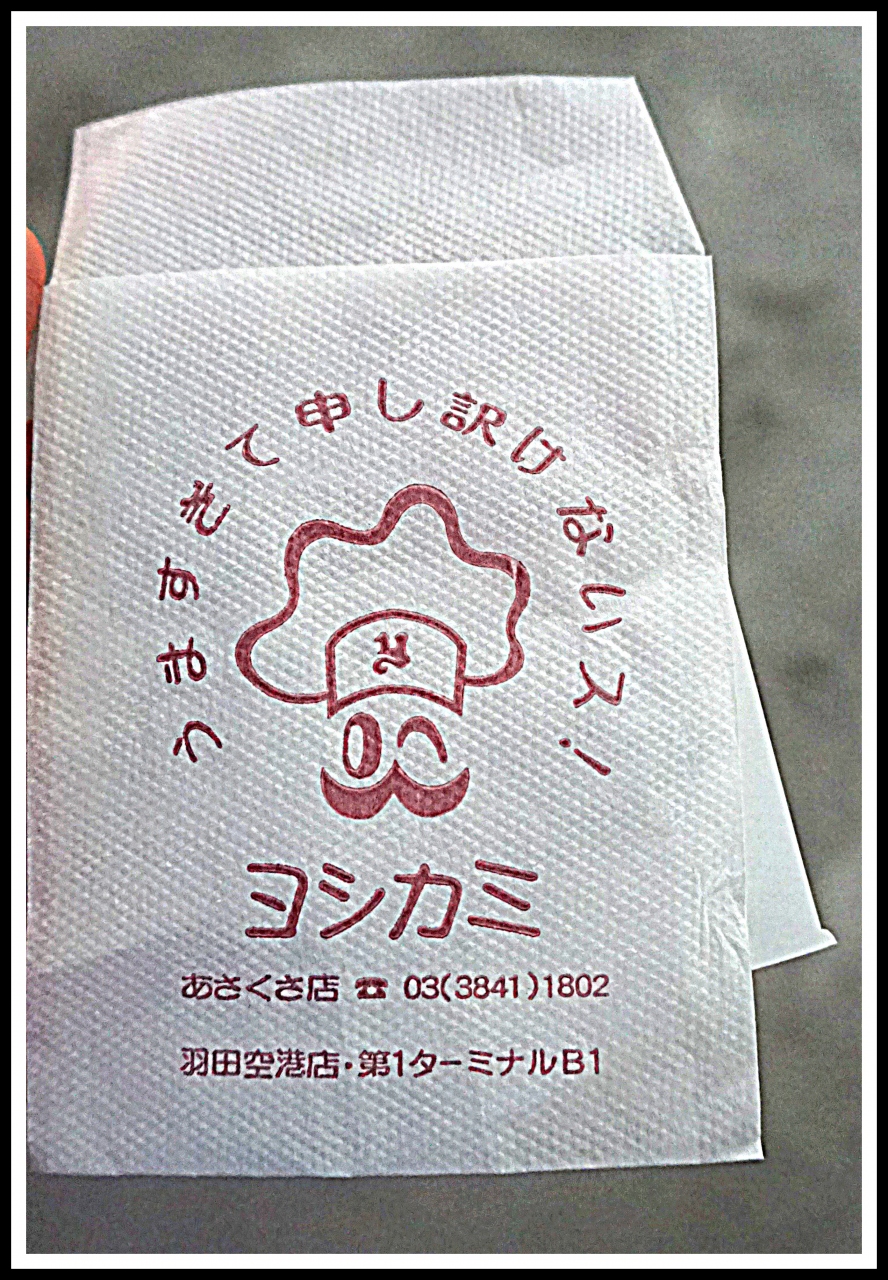 うますぎて申し訳けないス!
ヨシカミ
あさくさ店 ☎ 03(3841)1802
羽田空港店・第1ターミナルB1